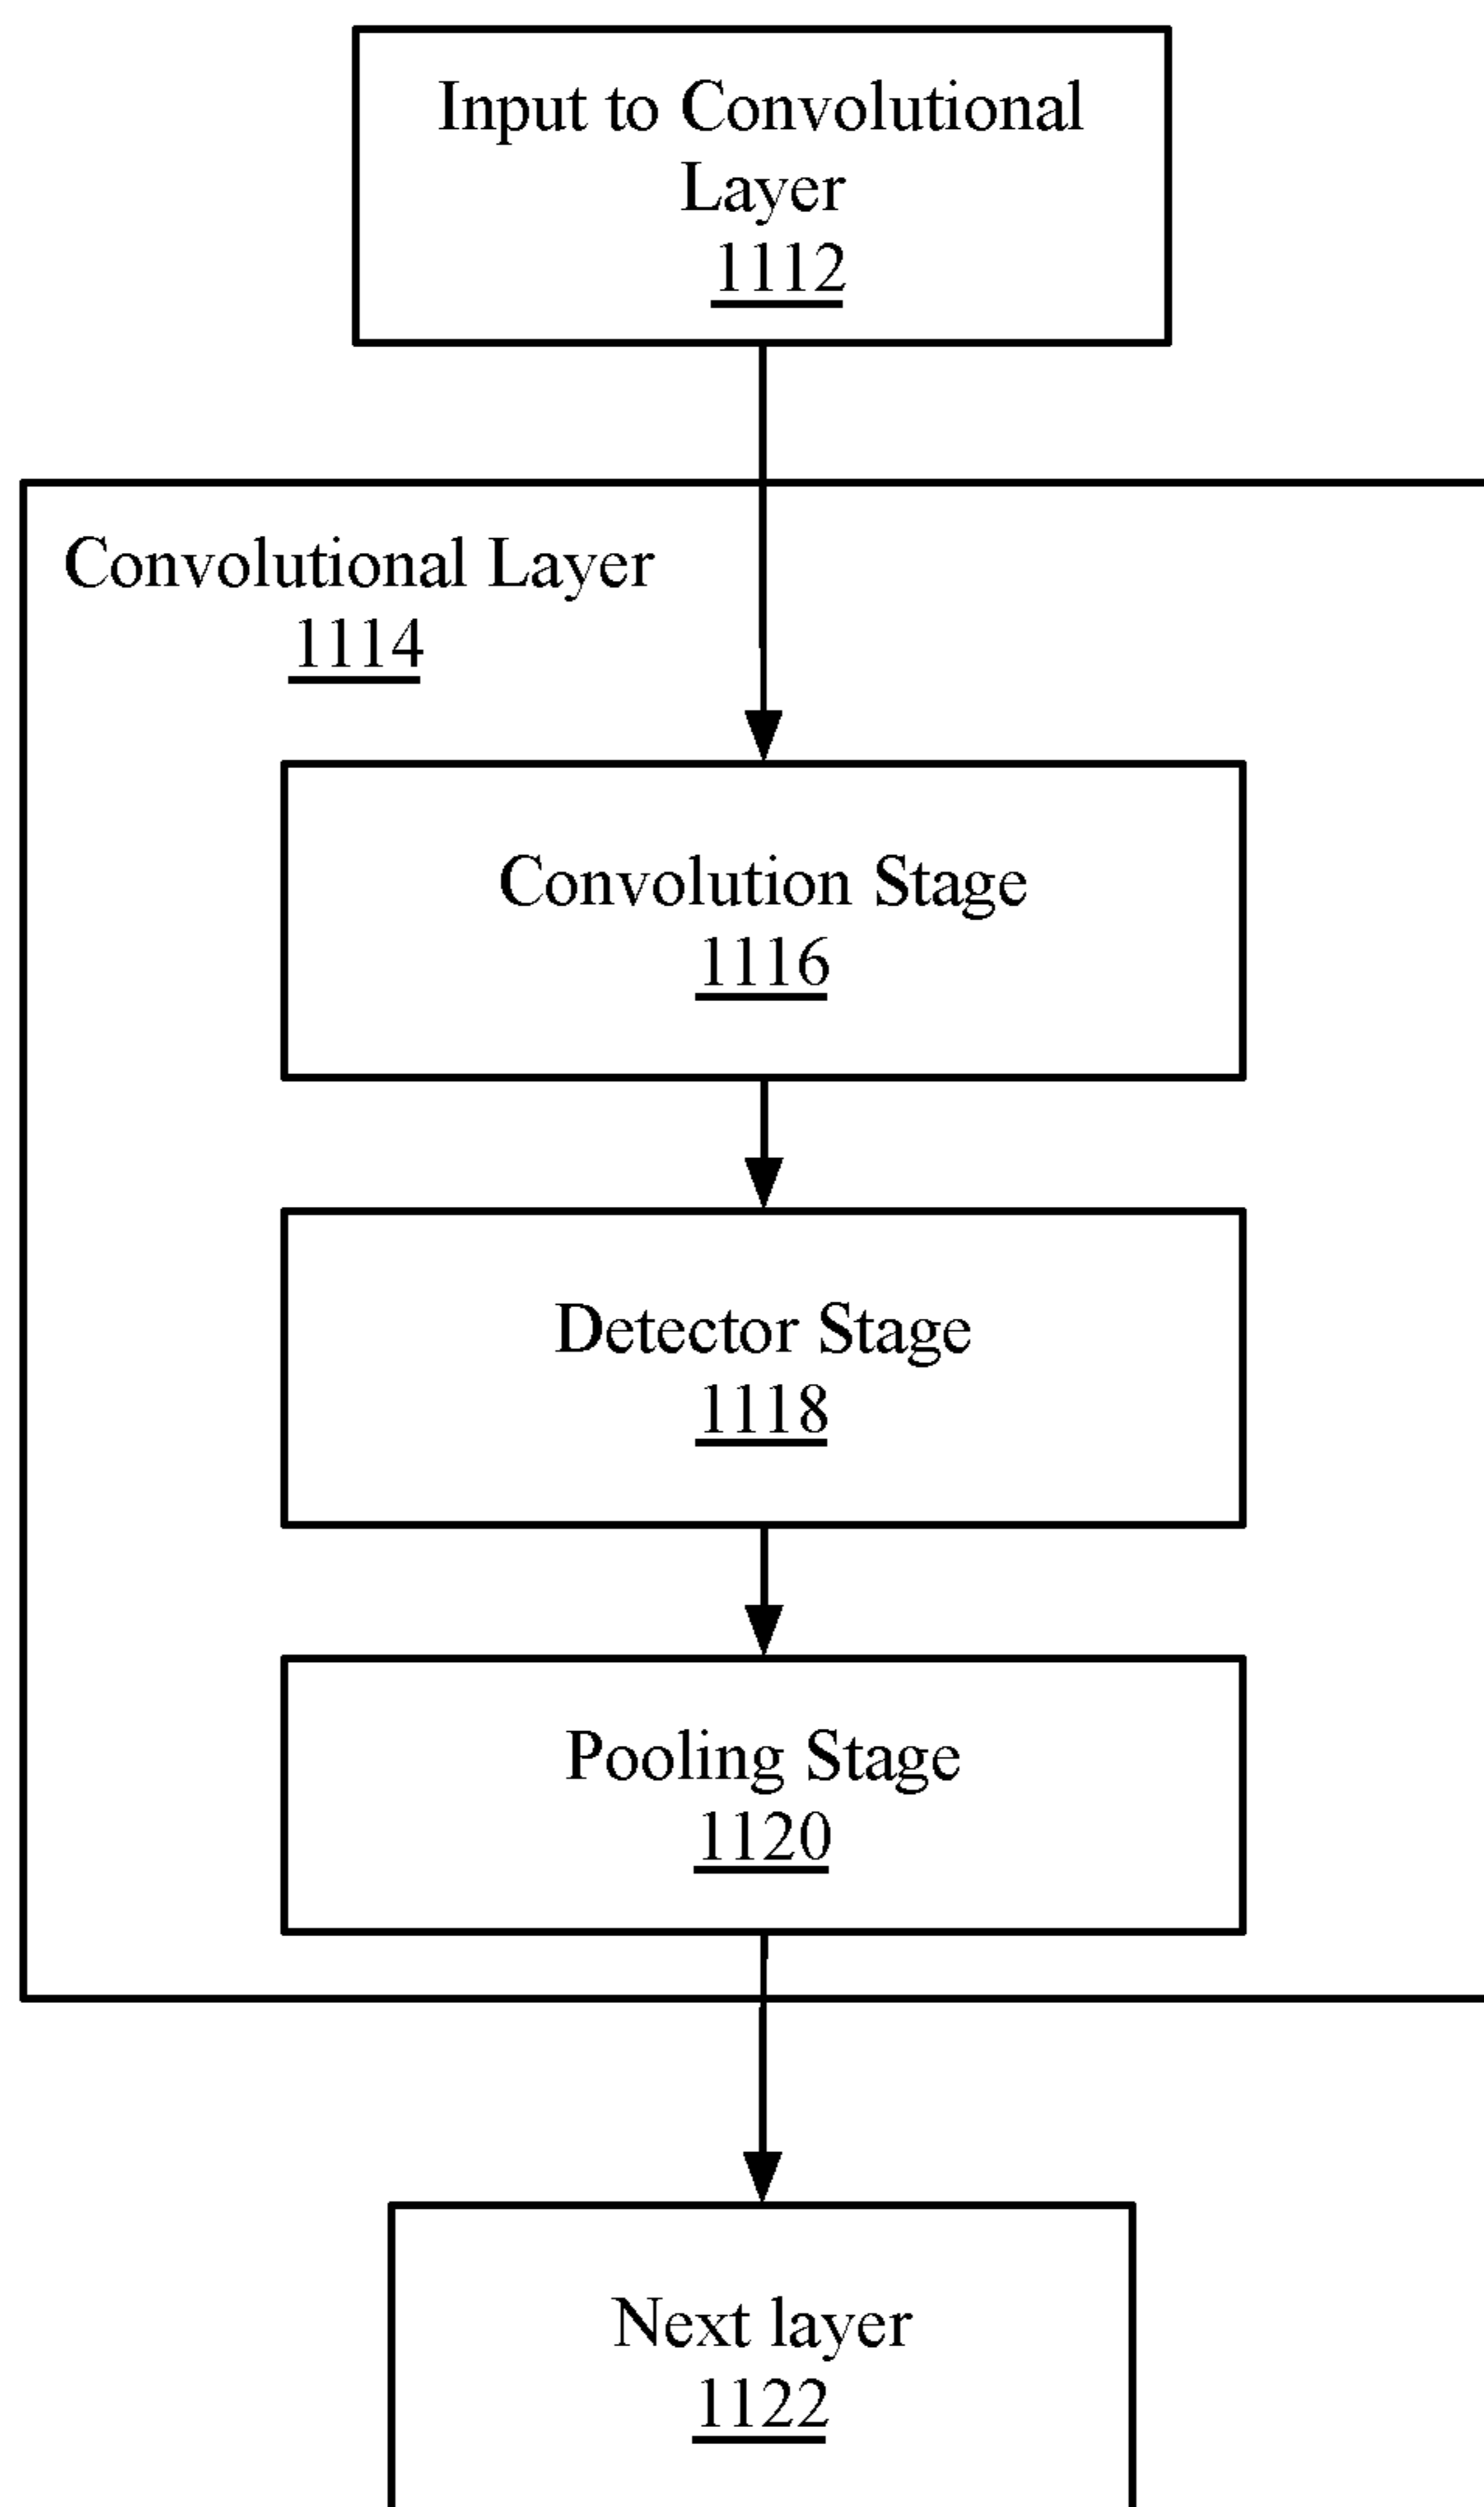 Input to Convolutional
Layer
1112
Convolutional Layer
1114
Convolution Stage
1116
Detector Stage
1118
Pooling Stage
1120
Next layer
1122